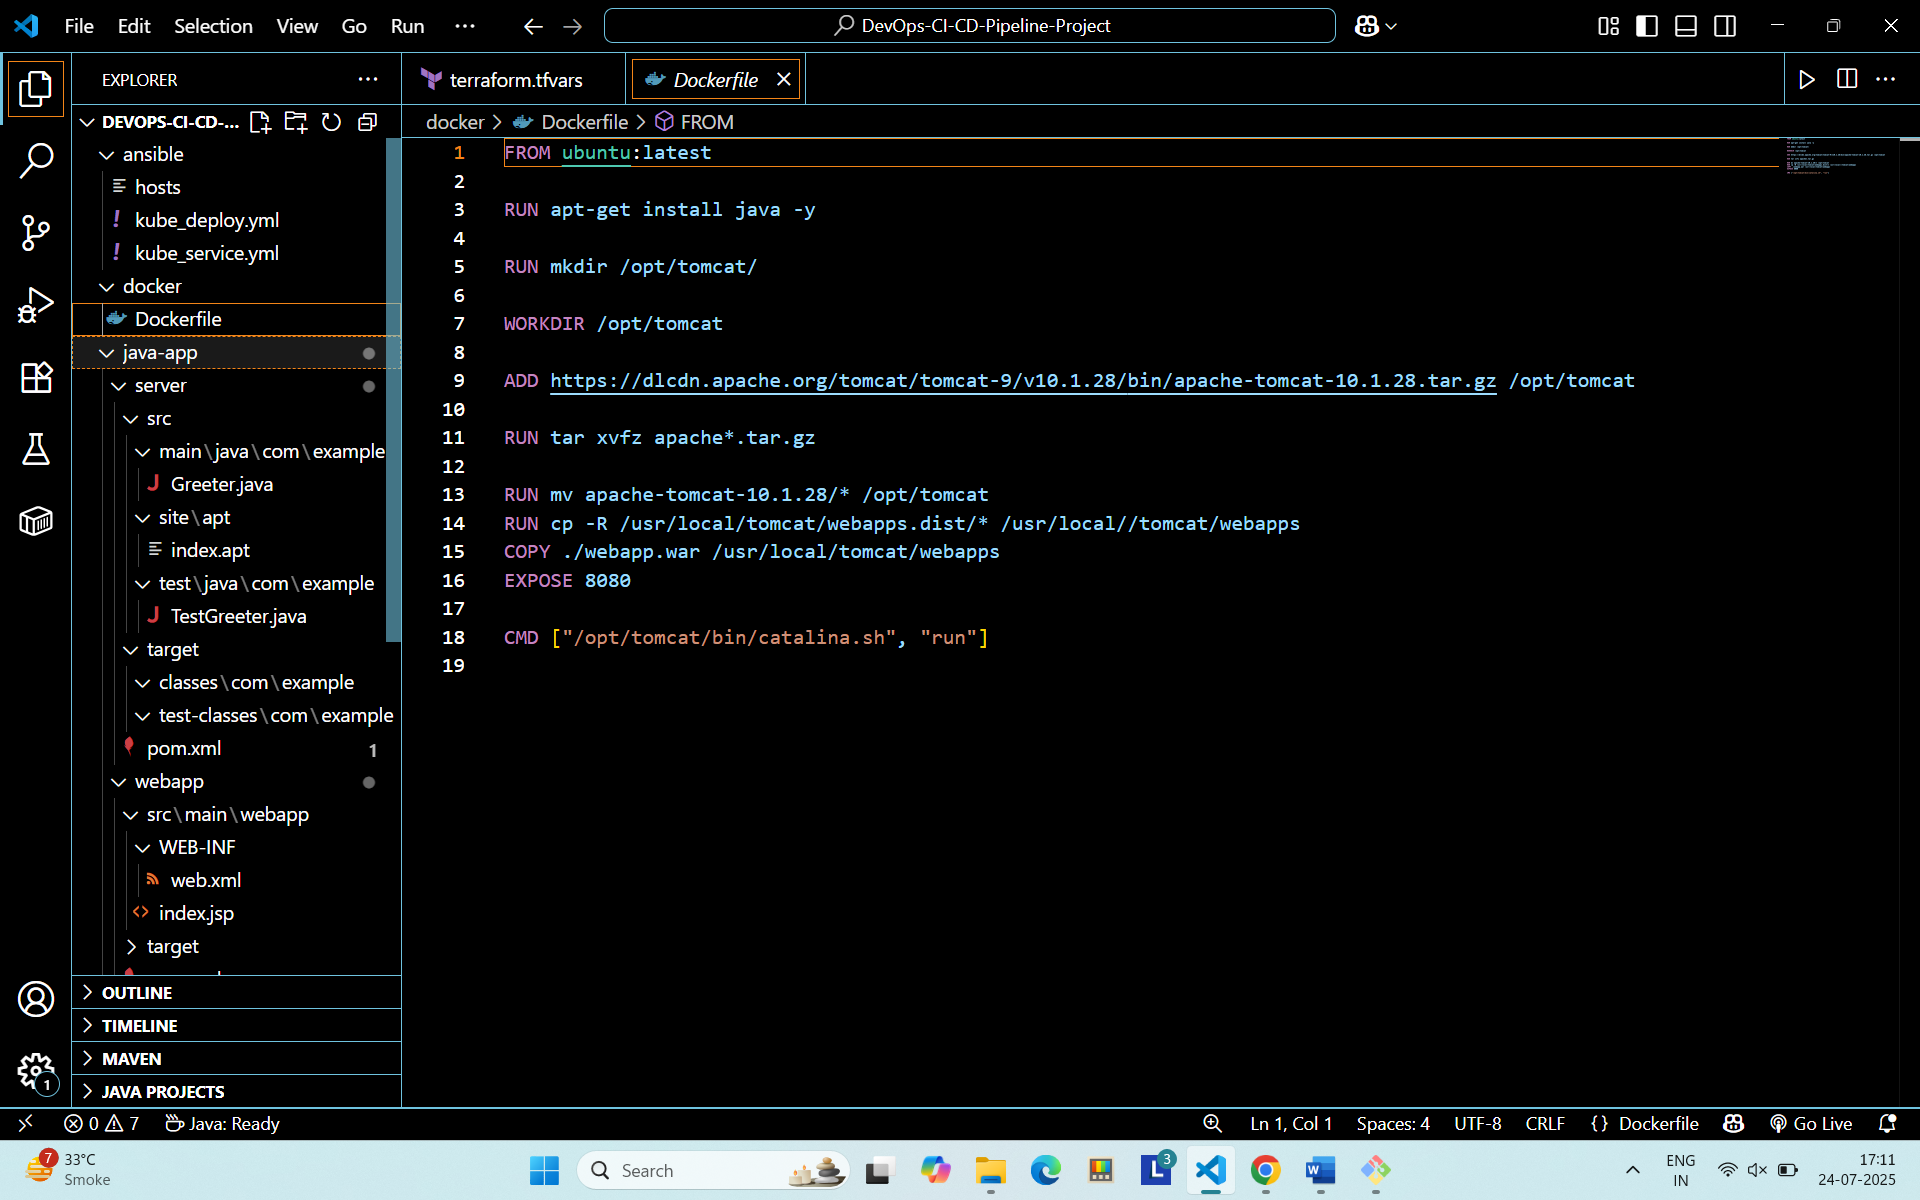 File Edit Selection View Go Run ··· DevOps-CI-CD-Pipeline-Project
EXPLORER ···
terraform.tfvars
Dockerfile
DEVOPS-CI-CD-...
docker > Dockerfile > FROM
ansible
hosts
kube_deploy.yml
kube_service.yml
docker
Dockerfile
java-app
server
src
main\java\com\example
Greeter.java
site\apt
index.apt
test\java\com\example
TestGreeter.java
target
classes\com\example
test-classes\com\example
pom.xml 1
webapp
src\main\webapp
WEB-INF
web.xml
index.jsp
target
OUTLINE
TIMELINE
MAVEN
JAVA PROJECTS
1
1 FROM ubuntu:latest
2
3 RUN apt-get install java -y
4
5 RUN mkdir /opt/tomcat/
6
7 WORKDIR /opt/tomcat
8
9 ADD https://dlcdn.apache.org/tomcat/tomcat-9/v10.1.28/bin/apache-tomcat-10.1.28.tar.gz /opt/tomcat
10
11 RUN tar xvfz apache*.tar.gz
12
13 RUN mv apache-tomcat-10.1.28/* /opt/tomcat
14 RUN cp -R /usr/local/tomcat/webapps.dist/* /usr/local//tomcat/webapps
15 COPY ./webapp.war /usr/local/tomcat/webapps
16 EXPOSE 8080
17
18 CMD ["/opt/tomcat/bin/catalina.sh", "run"]
19
0 7 Java: Ready Ln 1, Col 1 Spaces: 4 UTF-8 CRLF {} Dockerfile Go Live
7 33°C
Smoke
Search
L 3
W
ENG
IN
17:11
24-07-2025